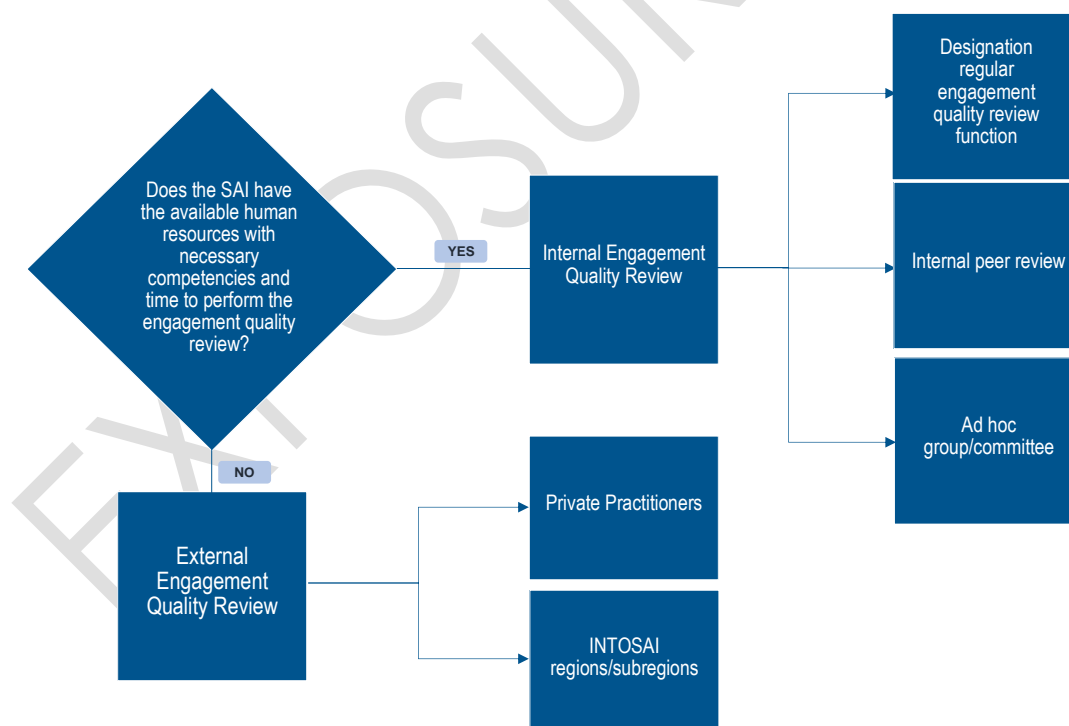 Does the SAI have
the available human
resources with
necessary
competencies and
time to perform the
engagement quality
review?
YES
Internal Engagement
Quality Review
Designation
regular
engagement
quality review
function
Internal peer review
Ad hoc
group/committee
NO
External
Engagement
Quality Review
Private Practitioners
INTOSAI
regions/subregions